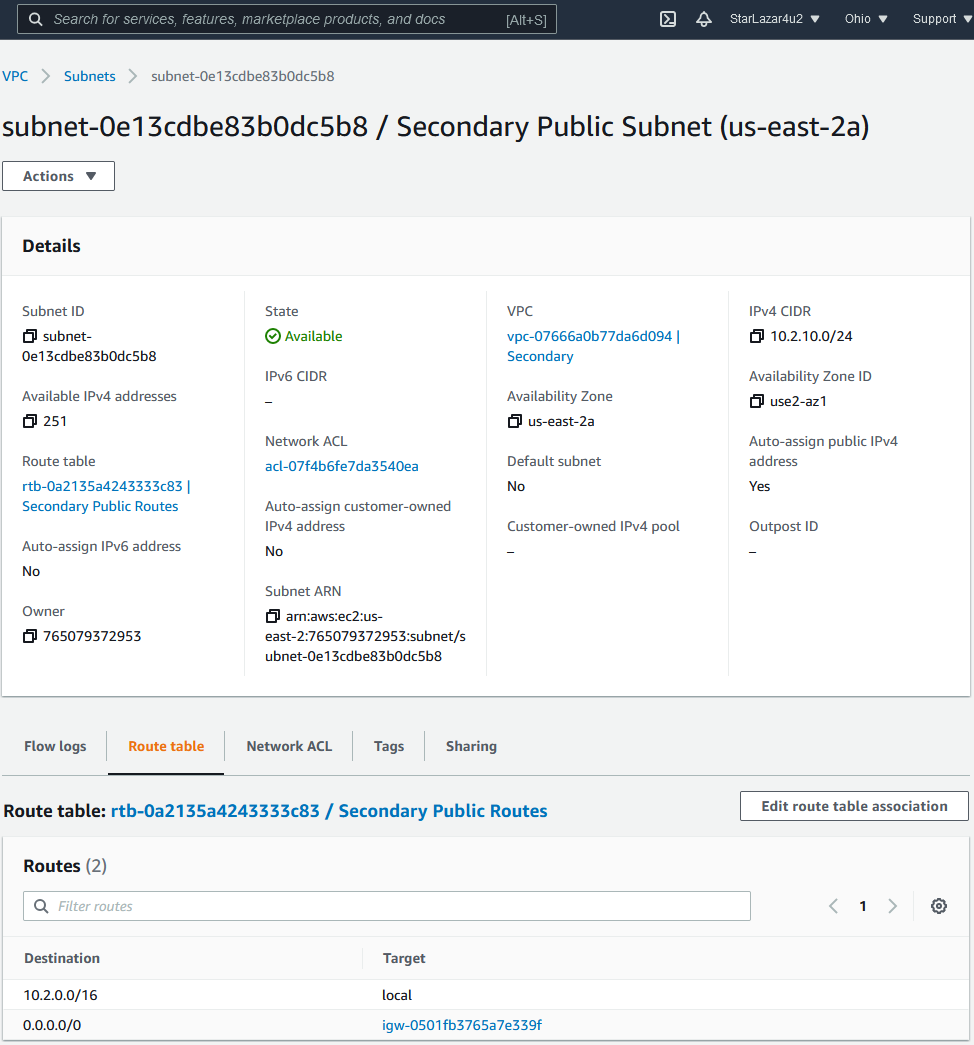 Search for services, features, marketplace products, and docs [Alt+S] StarLazar4u2 Ohio Support
VPC Subnets subnet-0e13cdbe83b0dc5b8
subnet-0e13cdbe83b0dc5b8 / Secondary Public Subnet (us-east-2a)
Actions
Details
Subnet ID
subnet-
0e13cdbe83b0dc5b8
Available IPv4 addresses
251
Route table
rtb-0a2135a4243333c83 |
Secondary Public Routes
Auto-assign IPv6 address
No
Owner
765079372953
State
Available
IPv6 CIDR
–
Network ACL
acl-07f4b6fe7da3540ea
Auto-assign customer-owned
IPv4 address
No
Subnet ARN
arn:aws:ec2:us-
east-2:765079372953:subnet/s
ubnet-0e13cdbe83b0dc5b8
VPC
vpc-07666a0b77da6d094 |
Secondary
Availability Zone
us-east-2a
Default subnet
No
Customer-owned IPv4 pool
–
IPv4 CIDR
10.2.10.0/24
Availability Zone ID
use2-az1
Auto-assign public IPv4
address
Yes
Outpost ID
–
Flow logs Route table Network ACL Tags Sharing
Route table: rtb-0a2135a4243333c83 / Secondary Public Routes Edit route table association
Routes (2)
Filter routes 1
Destination Target
10.2.0.0/16 local
0.0.0.0/0 igw-0501fb3765a7e339f